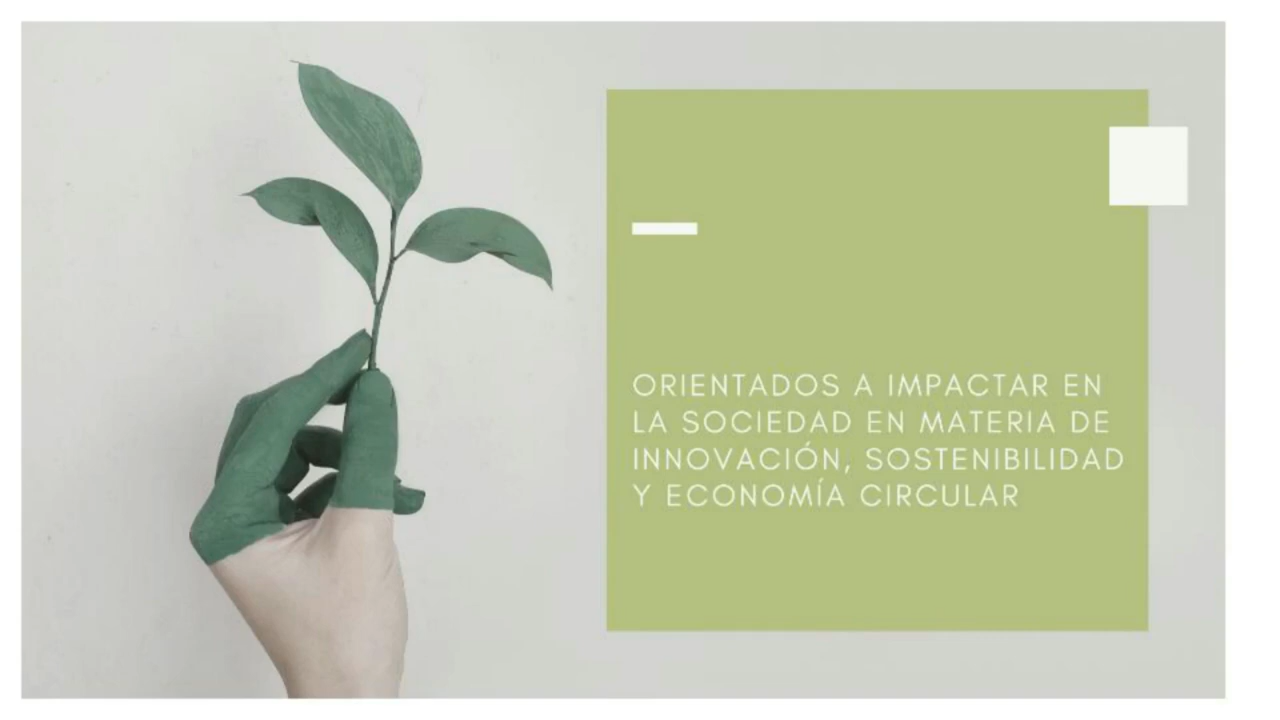 ORIENTADOS A IMPACTAR EN
LA SOCIEDAD EN MATERIA DE
INNOVACIÓN, SOSTENIBILIDAD
Y ECONOMÍA CIRCULAR